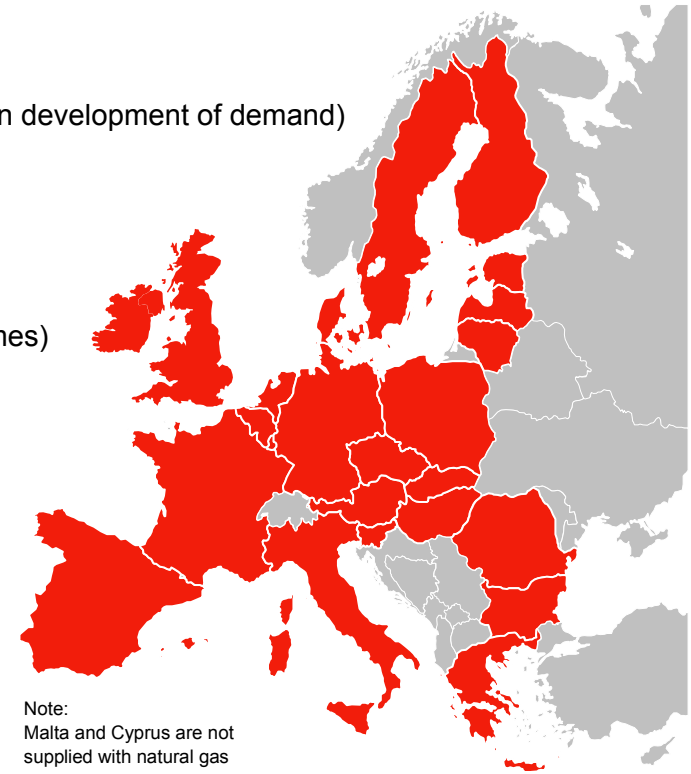 n development of demand)
nes)
Note:
Malta and Cyprus are not
supplied with natural gas